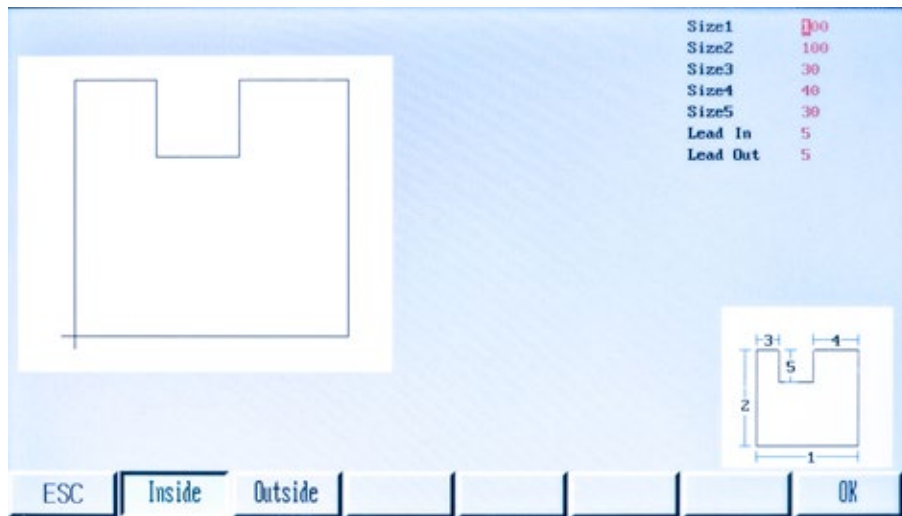 Size1 100
Size2 100
Size3 30
Size4 40
Size5 30
Lead In 5
Lead Out 5
3 4
5
2
1
ESC Inside Outside OK